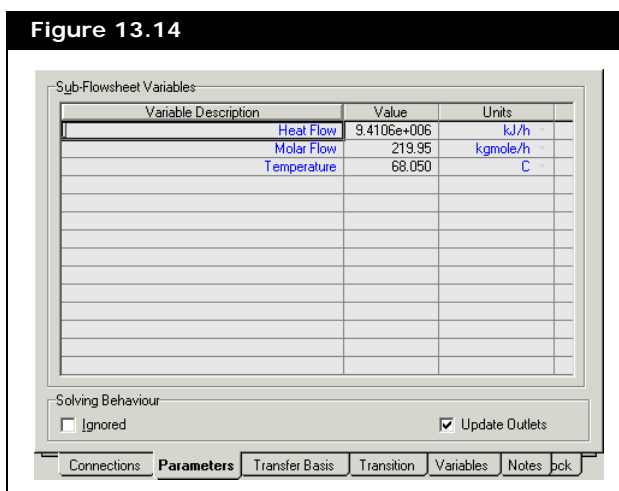 Figure 13.14
Sub-Flowsheet Variables
Variable Description Value Units
Heat Flow 9.4106e+006 kJ/h
Molar Flow 219.95 kgmole/h
Temperature 68.050 C
Solving Behaviour
Ignored Update Outlets
Connections Parameters Transfer Basis Transition Variables Notes ock